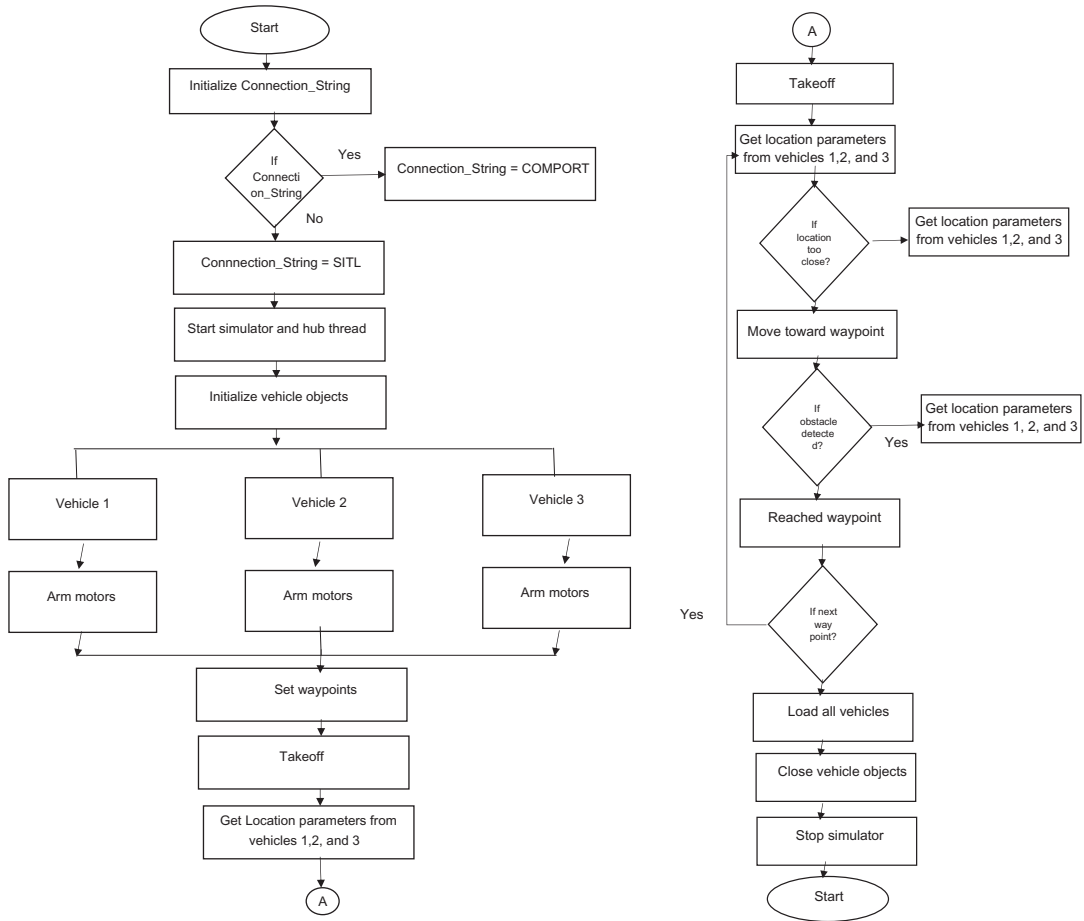 Start
Initialize Connection_String
If
Connecti
on_String
Yes
Connection_String = COMPORT
No
Connnection_String = SITL
Start simulator and hub thread
Initialize vehicle objects
Vehicle 1
Vehicle 2
Vehicle 3
Arm motors
Arm motors
Arm motors
Set waypoints
Takeoff
Get Location parameters from
vehicles 1,2, and 3
A
A
Takeoff
Get location parameters
from vehicles 1,2, and 3
If
location
too
close?
Get location parameters
from vehicles 1,2, and 3
Move toward waypoint
If
obstacle
detecte
d?
Yes
Get location parameters
from vehicles 1, 2, and 3
Reached waypoint
If next
way
point?
Yes
Load all vehicles
Close vehicle objects
Stop simulator
Start